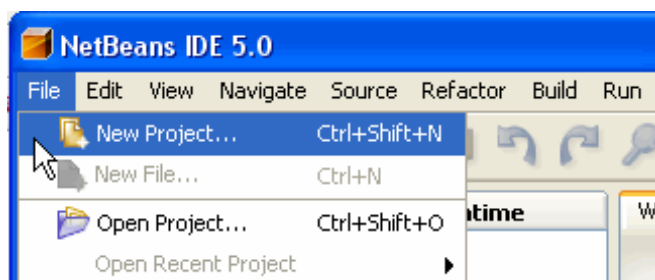 NetBeans IDE 5.0
File Edit View Navigate Source Refactor Build Run
New Project... Ctrl+Shift+N
New File... Ctrl+N
Open Project... Ctrl+Shift+O
Open Recent Project